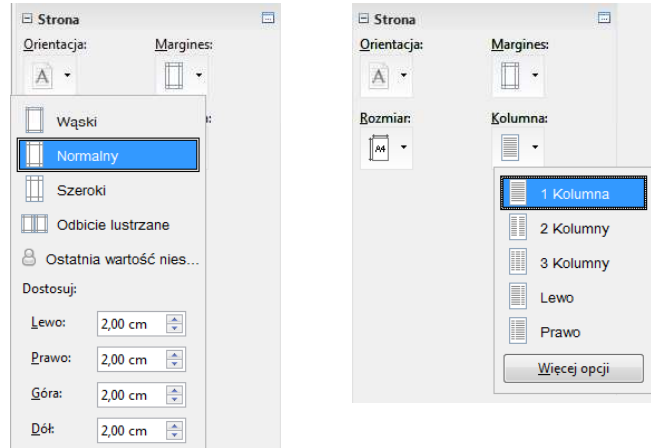 Strona
Orientacja: Margines:
A
Wąski
Normalny
Szeroki
Odbicie lustrzane
Ostatnia wartość nies...
Dostosuj:
Lewo: 2,00 cm
Prawo: 2,00 cm
Góra: 2,00 cm
Dół: 2,00 cm
Strona
Orientacja: Margines:
A
Rozmiar: Kolumna:
A4
1 Kolumna
2 Kolumny
3 Kolumny
Lewo
Prawo
Więcej opcji